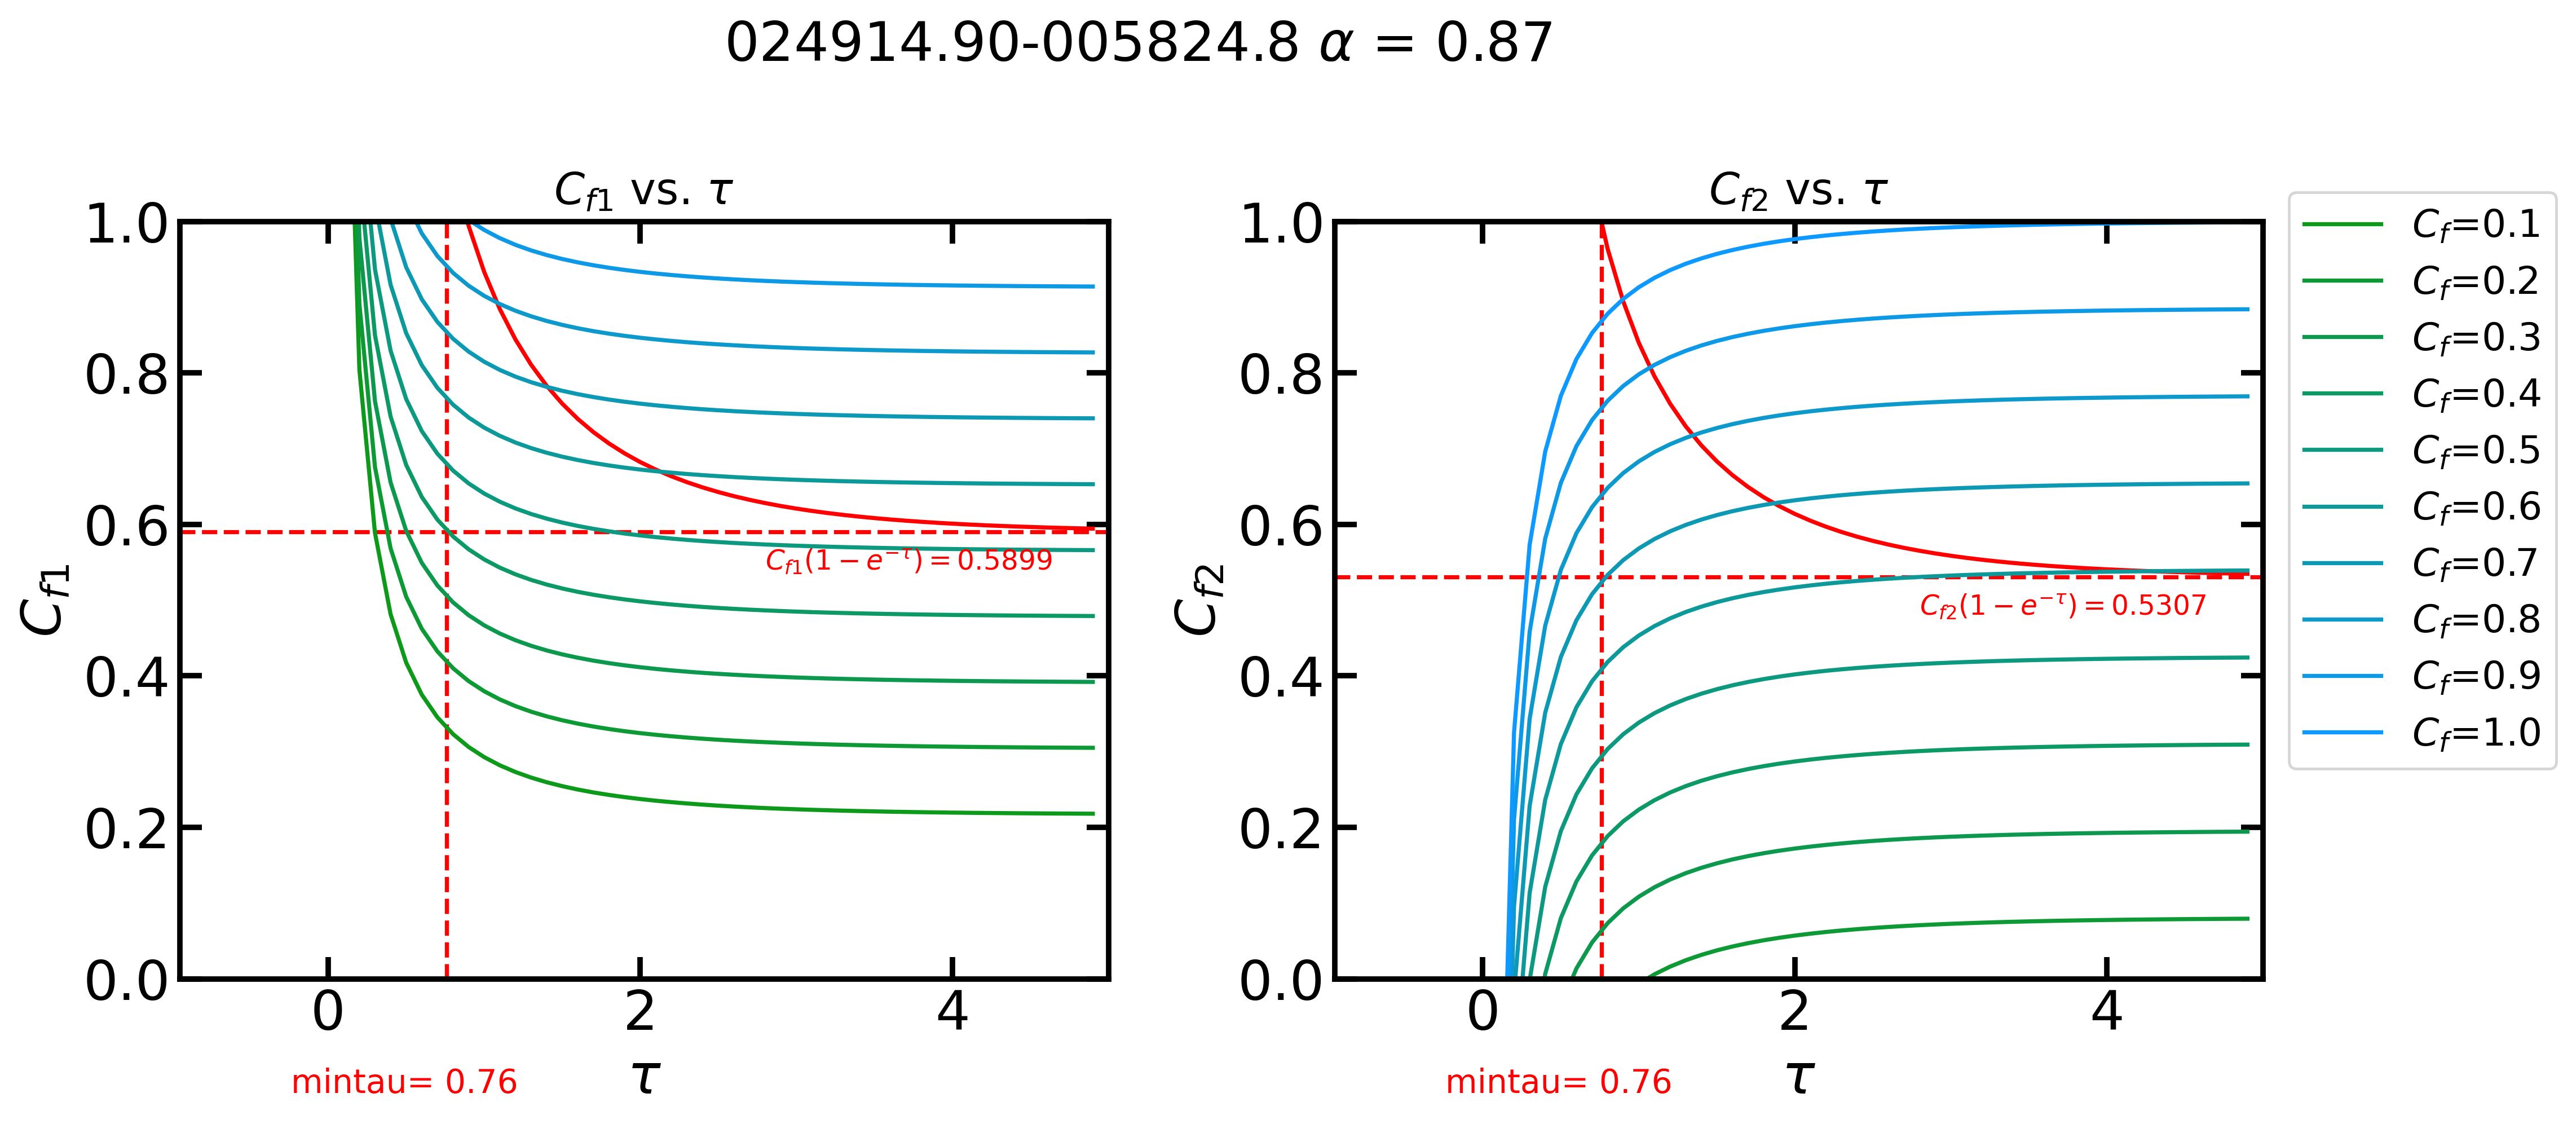 024914.90-005824.8 α = 0.87
C_{f1} vs. τ
1.0
0.8
0.6
0.4
0.2
0.0
C_{f1}
C_{f1}(1 − e^{−τ}) = 0.5899
0 2 4
τ
mintau= 0.76
C_{f2} vs. τ
1.0
0.8
0.6
0.4
0.2
0.0
C_{f2}
C_{f2}(1 − e^{−τ}) = 0.5307
0 2 4
τ
mintau= 0.76
C_f=0.1
C_f=0.2
C_f=0.3
C_f=0.4
C_f=0.5
C_f=0.6
C_f=0.7
C_f=0.8
C_f=0.9
C_f=1.0